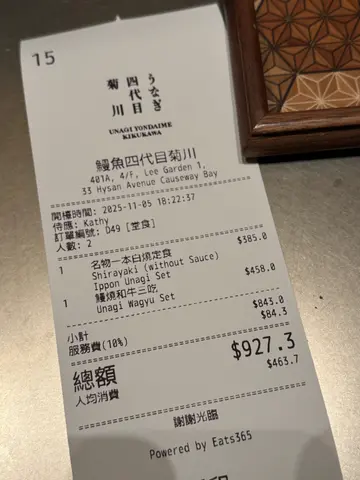 15
うなぎ
四代目
菊川
UNAGI YONDAIME
KIKUKAWA
鰻魚四代目菊川
401A, 4/F, Lee Garden 1,
33 Hysan Avenue Causeway Bay
開檯時間: 2025-11-05 18:22:37
侍應: Kathy
訂單編號: D49 [堂食]
人數: 2
1 名物一本白燒定食 $385.0
Shirayaki (without Sauce)
Ippon Unagi Set
1 鰻燒和牛三吃 $458.0
Unagi Wagyu Set
小計 $843.0
服務費(10%) $84.3
總額 $927.3
人均消費 $463.7
謝謝光臨
Powered by Eats365